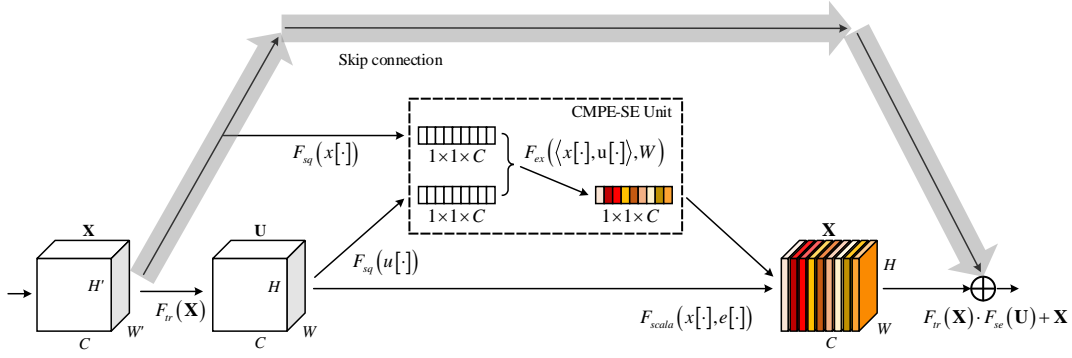 Skip connection
CMPE-SE Unit
F_sq(x[·])
1×1×C
F_ex(⟨x[·],u[·]⟩,W)
1×1×C
1×1×C
F_sq(u[·])
X
H'
W'
C
F_tr(X)
U
H
W
C
F_scala(x[·],e[·])
X
H
W
C
F_tr(X)·F_se(U)+X